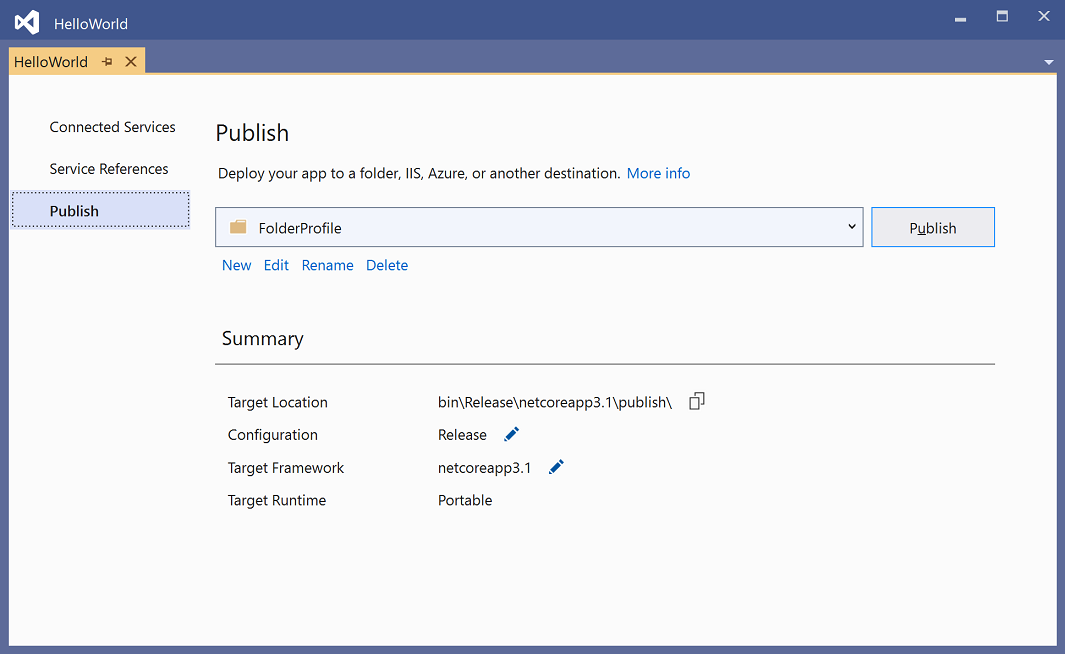 HelloWorld
HelloWorld
Connected Services
Service References
Publish
Publish
Deploy your app to a folder, IIS, Azure, or another destination. More info
FolderProfile
Publish
New Edit Rename Delete
Summary
Target Location bin\Release\netcoreapp3.1\publish\
Configuration Release
Target Framework netcoreapp3.1
Target Runtime Portable